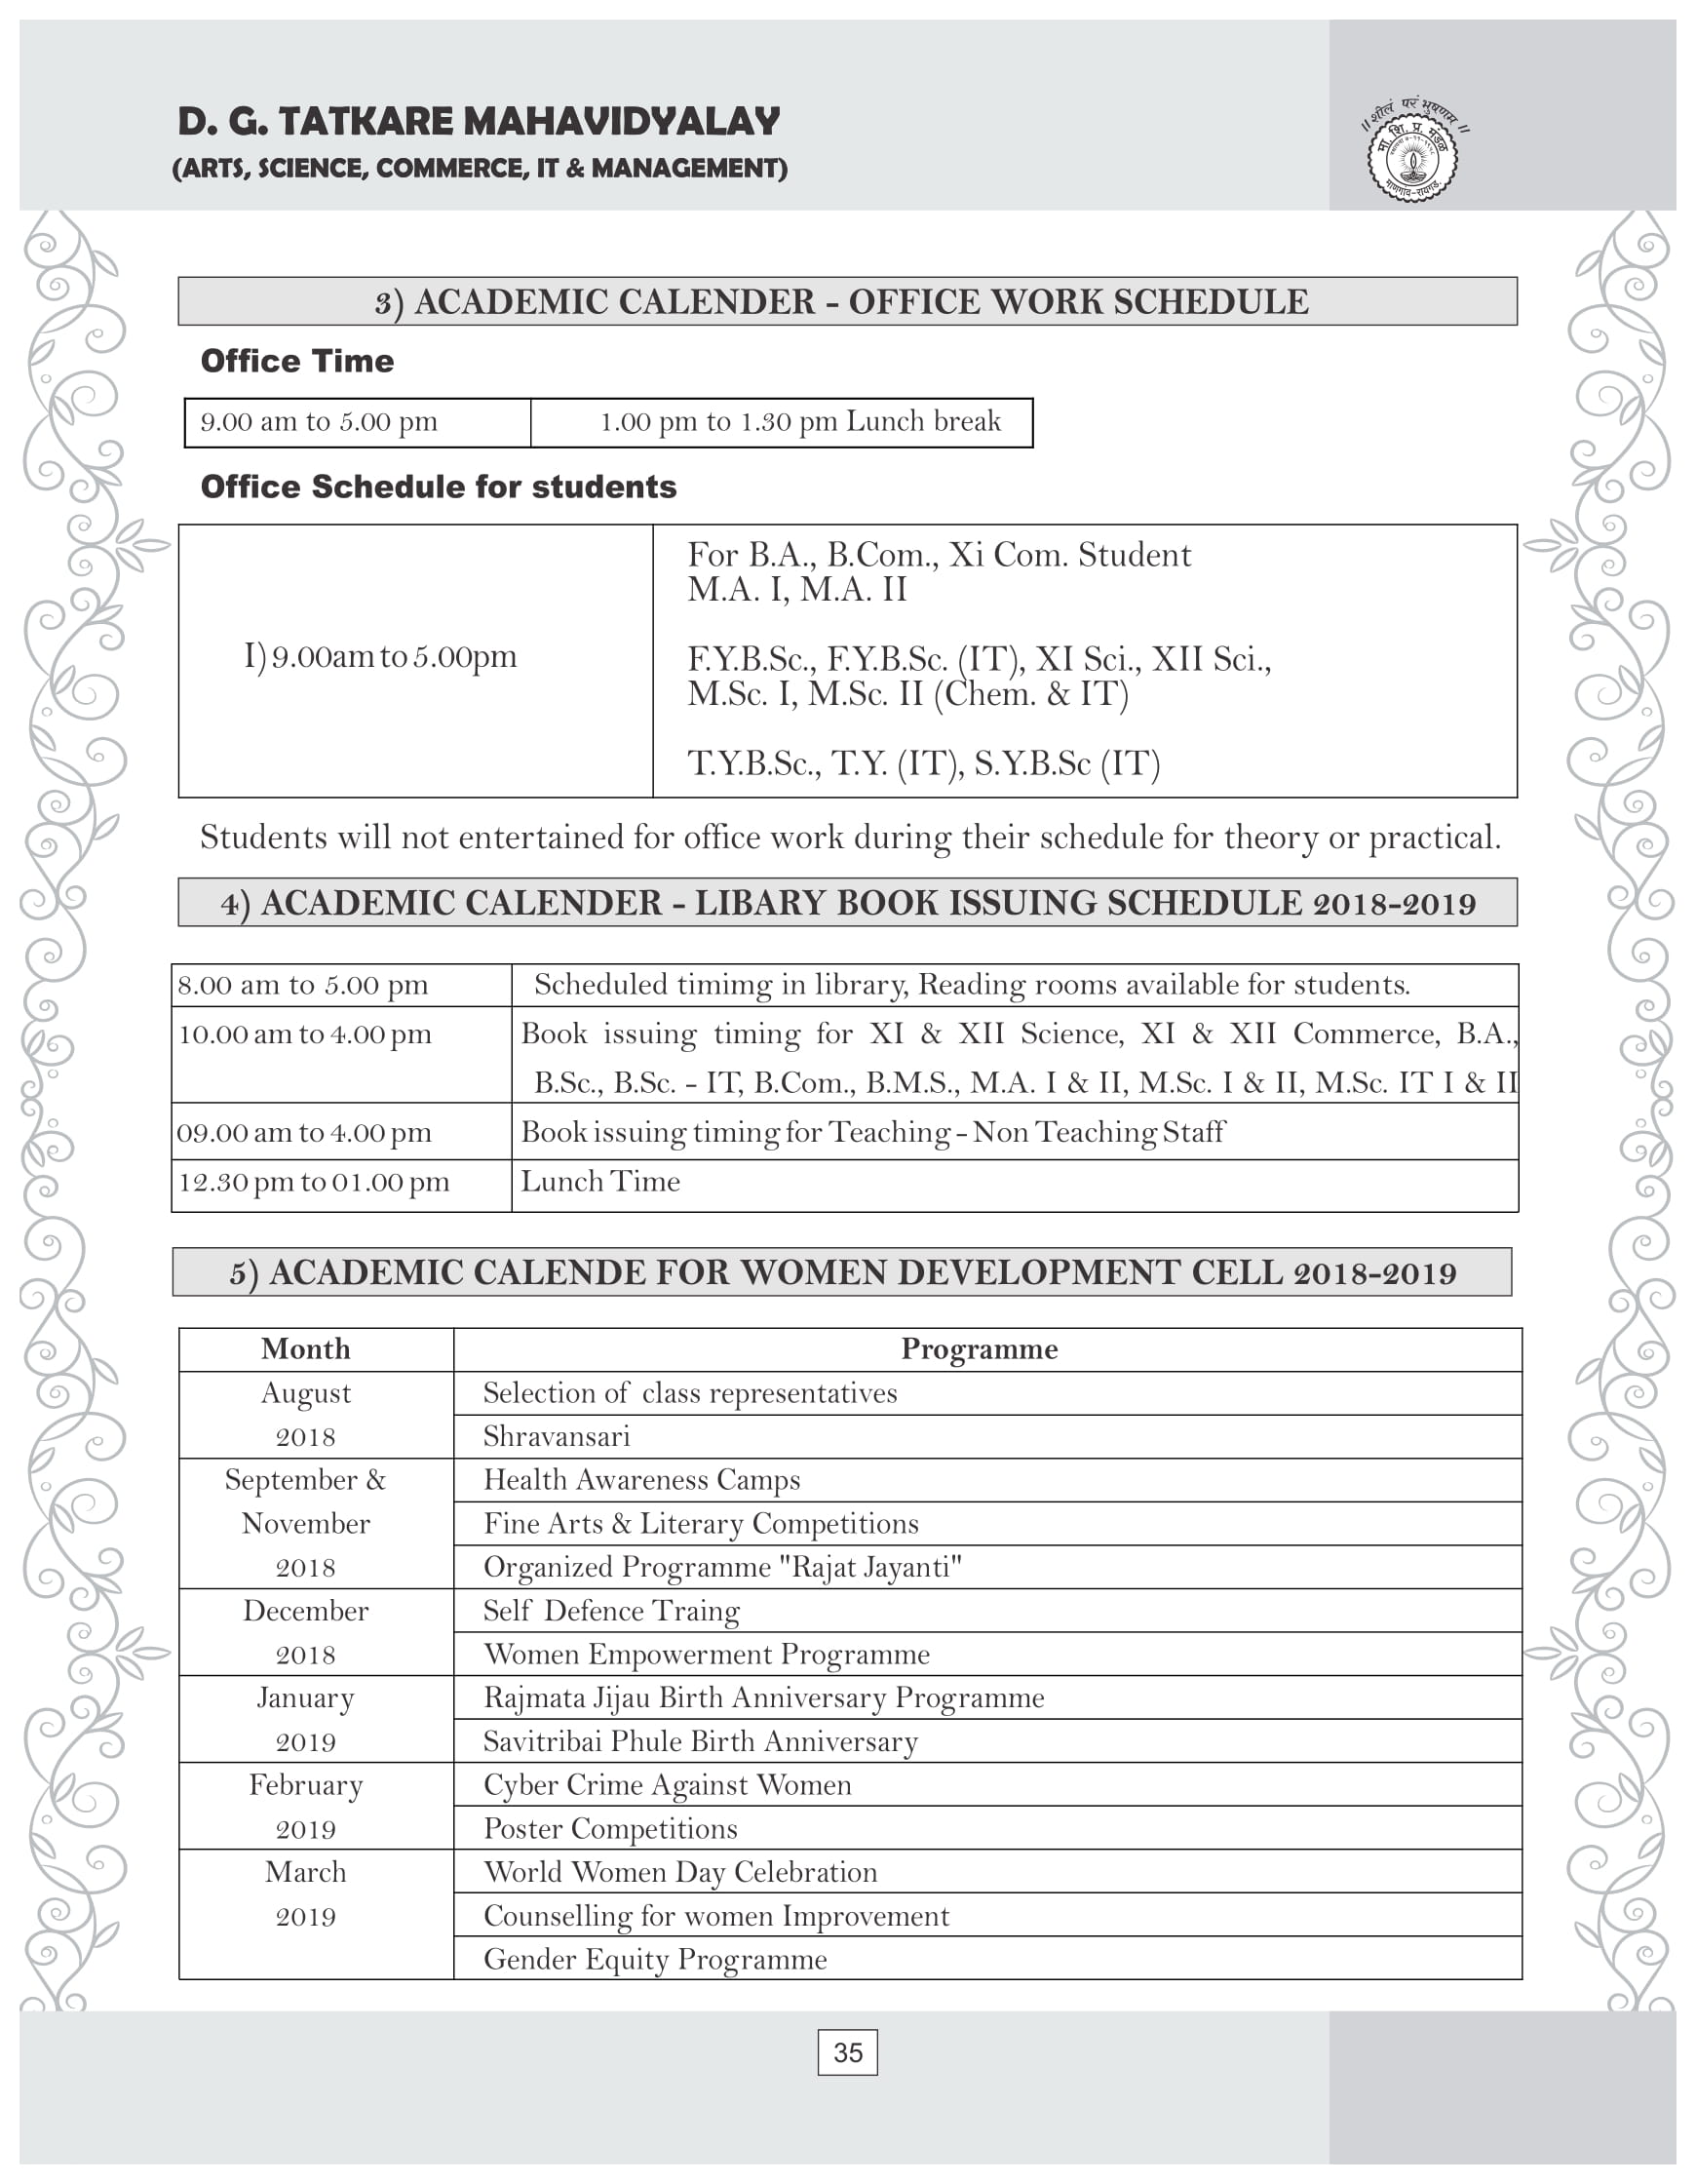 D. G. TATKARE MAHAVIDYALAY
(ARTS, SCIENCE, COMMERCE, IT & MANAGEMENT)
॥ शीलं परं भुषणम ॥
मा. शि. प्र. मंडळ
माणगाव-रायगड.
3) ACADEMIC CALENDER - OFFICE WORK SCHEDULE
Office Time
9.00 am to 5.00 pm 1.00 pm to 1.30 pm Lunch break
Office Schedule for students
For B.A., B.Com., Xi Com. Student
M.A. I, M.A. II
I) 9.00am to 5.00pm F.Y.B.Sc., F.Y.B.Sc. (IT), XI Sci., XII Sci.,
M.Sc. I, M.Sc. II (Chem. & IT)
T.Y.B.Sc., T.Y. (IT), S.Y.B.Sc (IT)
Students will not entertained for office work during their schedule for theory or practical.
4) ACADEMIC CALENDER - LIBARY BOOK ISSUING SCHEDULE 2018-2019
8.00 am to 5.00 pm Scheduled timimg in library, Reading rooms available for students.
10.00 am to 4.00 pm Book issuing timing for XI & XII Science, XI & XII Commerce, B.A.,
B.Sc., B.Sc. - IT, B.Com., B.M.S., M.A. I & II, M.Sc. I & II, M.Sc. IT I & II
09.00 am to 4.00 pm Book issuing timing for Teaching - Non Teaching Staff
12.30 pm to 01.00 pm Lunch Time
5) ACADEMIC CALENDE FOR WOMEN DEVELOPMENT CELL 2018-2019
Month Programme
August Selection of class representatives
2018 Shravansari
September & Health Awareness Camps
November Fine Arts & Literary Competitions
2018 Organized Programme "Rajat Jayanti"
December Self Defence Traing
2018 Women Empowerment Programme
January Rajmata Jijau Birth Anniversary Programme
2019 Savitribai Phule Birth Anniversary
February Cyber Crime Against Women
2019 Poster Competitions
March World Women Day Celebration
2019 Counselling for women Improvement
Gender Equity Programme
35